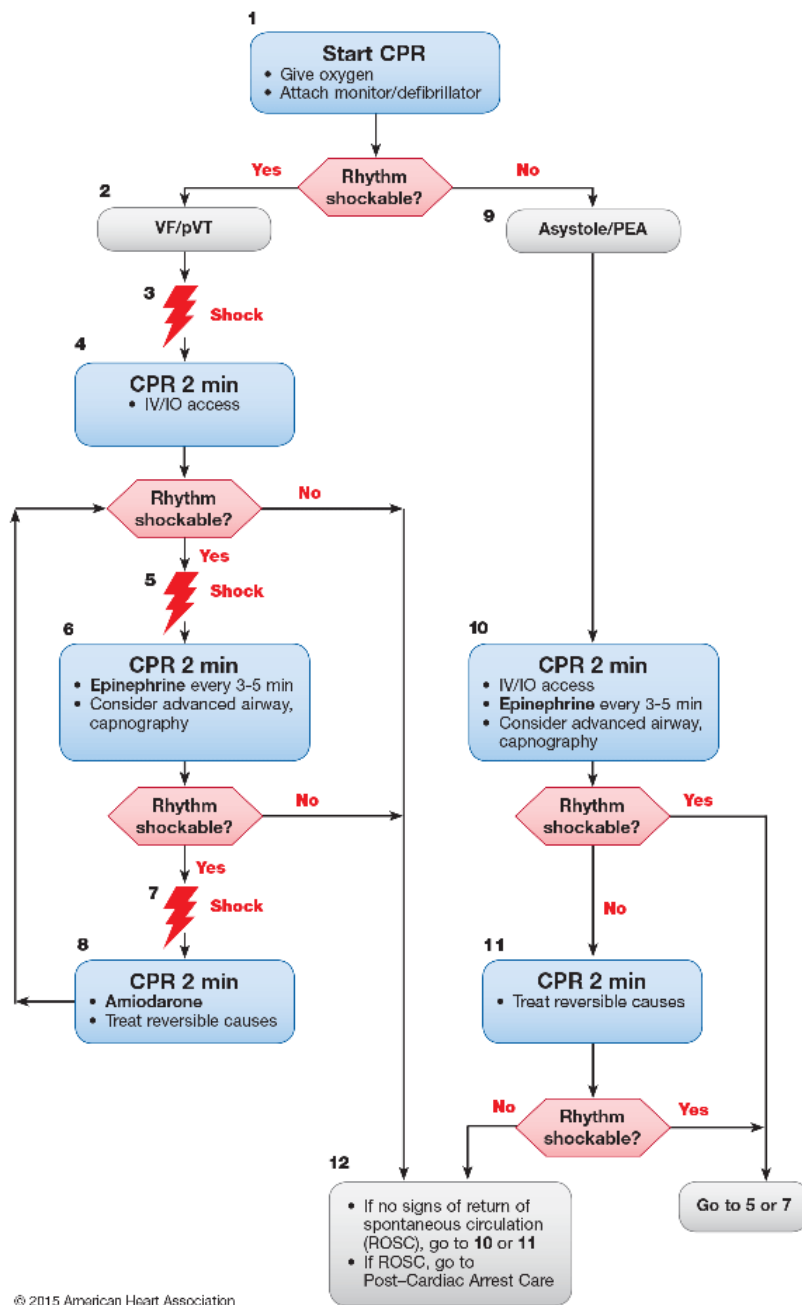 1
Start CPR
• Give oxygen
• Attach monitor/defibrillator
Yes
Rhythm
shockable?
No
2
VF/pVT
9
Asystole/PEA
3
Shock
4
CPR 2 min
• IV/IO access
Rhythm
shockable?
No
Yes
5
Shock
6
CPR 2 min
• Epinephrine every 3-5 min
• Consider advanced airway,
capnography
10
CPR 2 min
• IV/IO access
• Epinephrine every 3-5 min
• Consider advanced airway,
capnography
Rhythm
shockable?
No
Rhythm
shockable?
Yes
Yes
7
Shock
No
8
CPR 2 min
• Amiodarone
• Treat reversible causes
11
CPR 2 min
• Treat reversible causes
No
Rhythm
shockable?
Yes
12
• If no signs of return of
spontaneous circulation
(ROSC), go to 10 or 11
• If ROSC, go to
Post–Cardiac Arrest Care
Go to 5 or 7
© 2015 American Heart Association